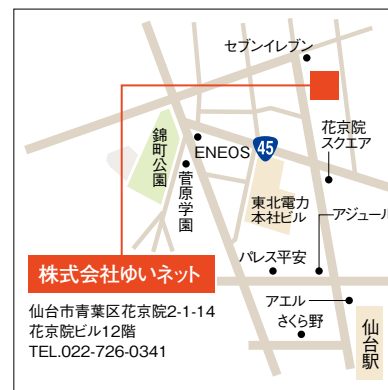 セブンイレブン
花京院
スクエア
錦町公園
ENEOS
45
菅原学園
東北電力
本社ビル
アジュール
パレス平安
株式会社ゆいネット
仙台市青葉区花京院2-1-14
花京院ビル12階
TEL.022-726-0341
アエル
さくら野
仙台駅